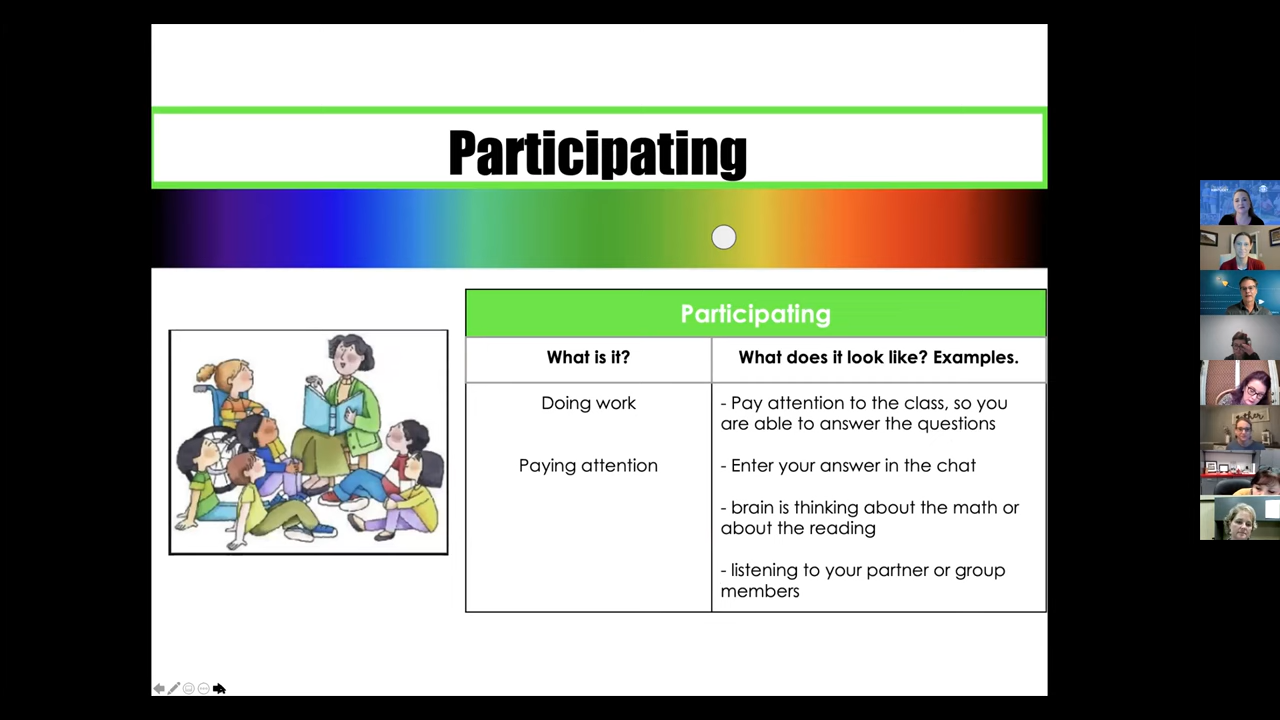 Participating
Participating
What is it?
What does it look like? Examples.
Doing work
- Pay attention to the class, so you
are able to answer the questions
Paying attention
- Enter your answer in the chat
- brain is thinking about the math or
about the reading
- listening to your partner or group
members
gather